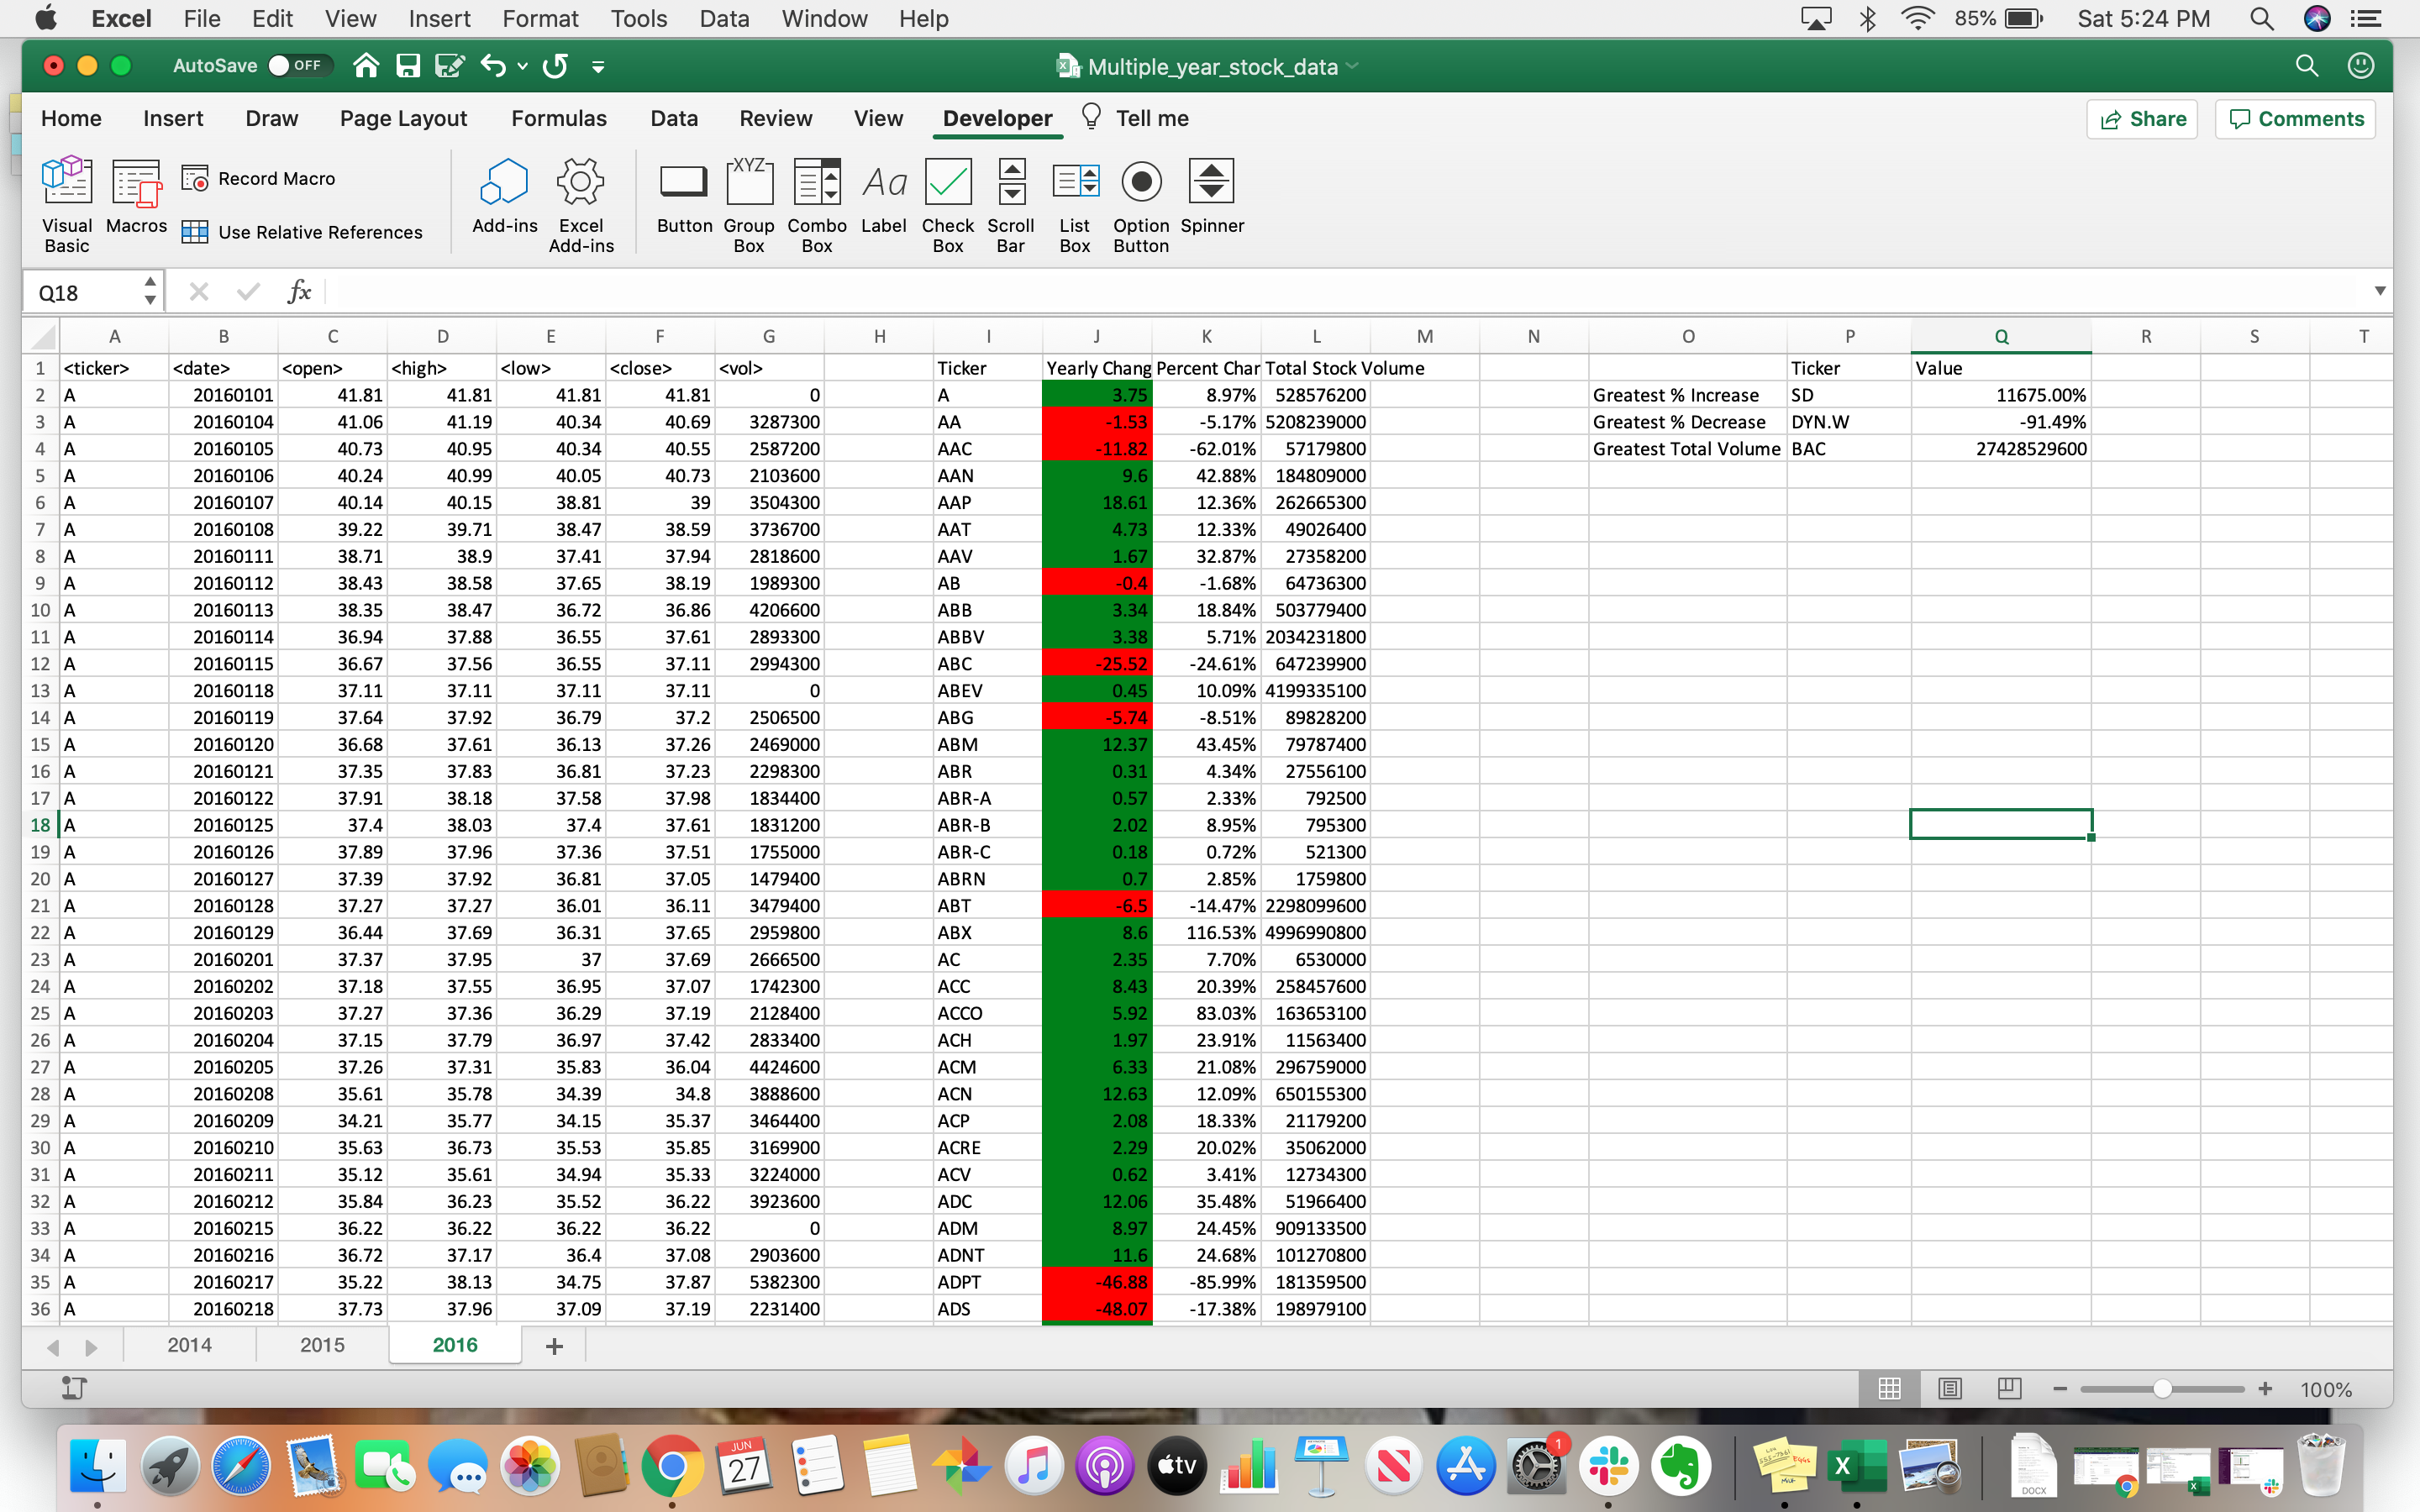 Excel File Edit View Insert Format Tools Data Window Help 85% Sat 5:24 PM
AutoSave OFF Multiple_year_stock_data
Home Insert Draw Page Layout Formulas Data Review View Developer Tell me Share Comments
Visual Basic Macros Record Macro Use Relative References Add-ins Excel Add-ins Button XYZ Group Box Combo Box Aa Label Check Box Scroll Bar List Box Option Button Spinner
Q18 fx
A B C D E F G H I J K L M N O P Q R S T
1 <ticker> <date> <open> <high> <low> <close> <vol> Ticker Yearly Chang Percent Char Total Stock Volume Ticker Value
2 A 20160101 41.81 41.81 41.81 41.81 0 A 3.75 8.97% 528576200 Greatest % Increase SD 11675.00%
3 A 20160104 41.06 41.19 40.34 40.69 3287300 AA -1.53 -5.17% 5208239000 Greatest % Decrease DYN.W -91.49%
4 A 20160105 40.73 40.95 40.34 40.55 2587200 AAC -11.82 -62.01% 57179800 Greatest Total Volume BAC 27428529600
5 A 20160106 40.24 40.99 40.05 40.73 2103600 AAN 9.6 42.88% 184809000
6 A 20160107 40.14 40.15 38.81 39 3504300 AAP 18.61 12.36% 262665300
7 A 20160108 39.22 39.71 38.47 38.59 3736700 AAT 4.73 12.33% 49026400
8 A 20160111 38.71 38.9 37.41 37.94 2818600 AAV 1.67 32.87% 27358200
9 A 20160112 38.43 38.58 37.65 38.19 1989300 AB -0.4 -1.68% 64736300
10 A 20160113 38.35 38.47 36.72 36.86 4206600 ABB 3.34 18.84% 503779400
11 A 20160114 36.94 37.88 36.55 37.61 2893300 ABBV 3.38 5.71% 2034231800
12 A 20160115 36.67 37.56 36.55 37.11 2994300 ABC -25.52 -24.61% 647239900
13 A 20160118 37.11 37.11 37.11 37.11 0 ABEV 0.45 10.09% 4199335100
14 A 20160119 37.64 37.92 36.79 37.2 2506500 ABG -5.74 -8.51% 89828200
15 A 20160120 36.68 37.61 36.13 37.26 2469000 ABM 12.37 43.45% 79787400
16 A 20160121 37.35 37.83 36.81 37.23 2298300 ABR 0.31 4.34% 27556100
17 A 20160122 37.91 38.18 37.58 37.98 1834400 ABR-A 0.57 2.33% 792500
18 A 20160125 37.4 38.03 37.4 37.61 1831200 ABR-B 2.02 8.95% 795300
19 A 20160126 37.89 37.96 37.36 37.51 1755000 ABR-C 0.18 0.72% 521300
20 A 20160127 37.39 37.92 36.81 37.05 1479400 ABRN 0.7 2.85% 1759800
21 A 20160128 37.27 37.27 36.01 36.11 3479400 ABT -6.5 -14.47% 2298099600
22 A 20160129 36.44 37.69 36.31 37.65 2959800 ABX 8.6 116.53% 4996990800
23 A 20160201 37.37 37.95 37 37.69 2666500 AC 2.35 7.70% 6530000
24 A 20160202 37.18 37.55 36.95 37.07 1742300 ACC 8.43 20.39% 258457600
25 A 20160203 37.27 37.36 36.29 37.19 2128400 ACCO 5.92 83.03% 163653100
26 A 20160204 37.15 37.79 36.97 37.42 2833400 ACH 1.97 23.91% 11563400
27 A 20160205 37.26 37.31 35.83 36.04 4424600 ACM 6.33 21.08% 296759000
28 A 20160208 35.61 35.78 34.39 34.8 3888600 ACN 12.63 12.09% 650155300
29 A 20160209 34.21 35.77 34.15 35.37 3464400 ACP 2.08 18.33% 21179200
30 A 20160210 35.63 36.73 35.53 35.85 3169900 ACRE 2.29 20.02% 35062000
31 A 20160211 35.12 35.61 34.94 35.33 3224000 ACV 0.62 3.41% 12734300
32 A 20160212 35.84 36.23 35.52 36.22 3923600 ADC 12.06 35.48% 51966400
33 A 20160215 36.22 36.22 36.22 36.22 0 ADM 8.97 24.45% 909133500
34 A 20160216 36.72 37.17 36.4 37.08 2903600 ADNT 11.6 24.68% 101270800
35 A 20160217 35.22 38.13 34.75 37.87 5382300 ADPT -46.88 -85.99% 181359500
36 A 20160218 37.73 37.96 37.09 37.19 2231400 ADS -48.07 -17.38% 198979100
2014 2015 2016
100%
JUN 27 tv 1 X DOCX